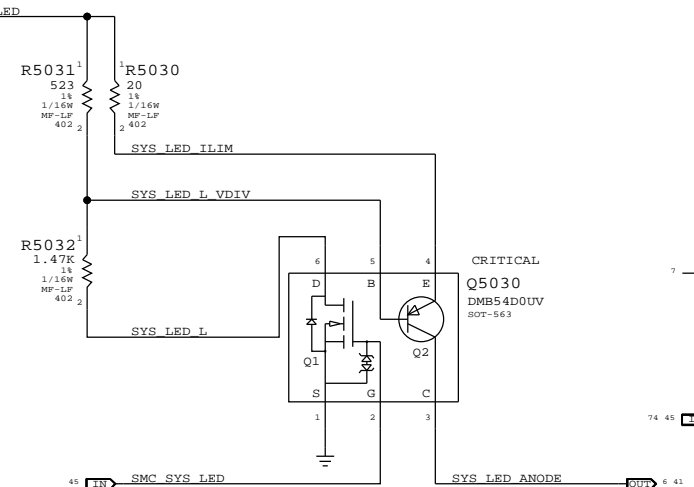 LED
R5031
523
1%
1/16W
MF-LF
402
1
2
R5030
20
1%
1/16W
MF-LF
402
1
2
SYS_LED_ILIM
SYS_LED_L_VDIV
R5032
1.47K
1%
1/16W
MF-LF
402
1
2
SYS_LED_L
6
5
4
D
B
E
CRITICAL
Q5030
DMB54D0UV
SOT-563
Q1
Q2
S
G
C
1
2
3
7
74 45
45
IN
SMC_SYS_LED
SYS_LED_ANODE
OUT
6 41